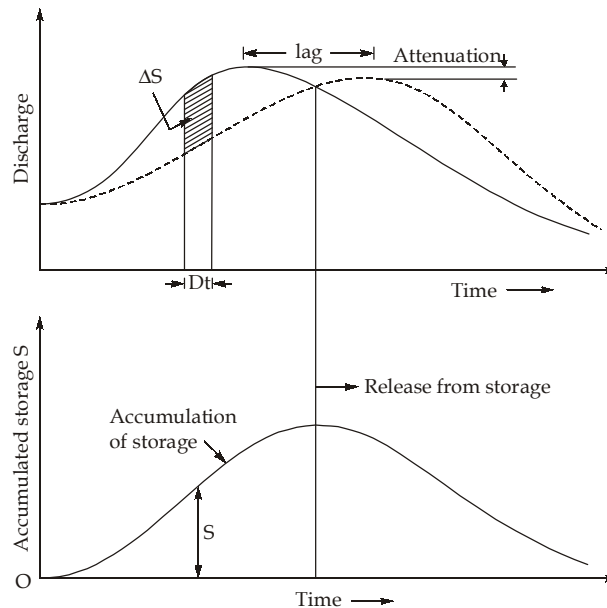 lag
Attenuation
ΔS
Discharge
Dt
Time
Accumulated storage S
Release from storage
Accumulation
of storage
S
O
Time